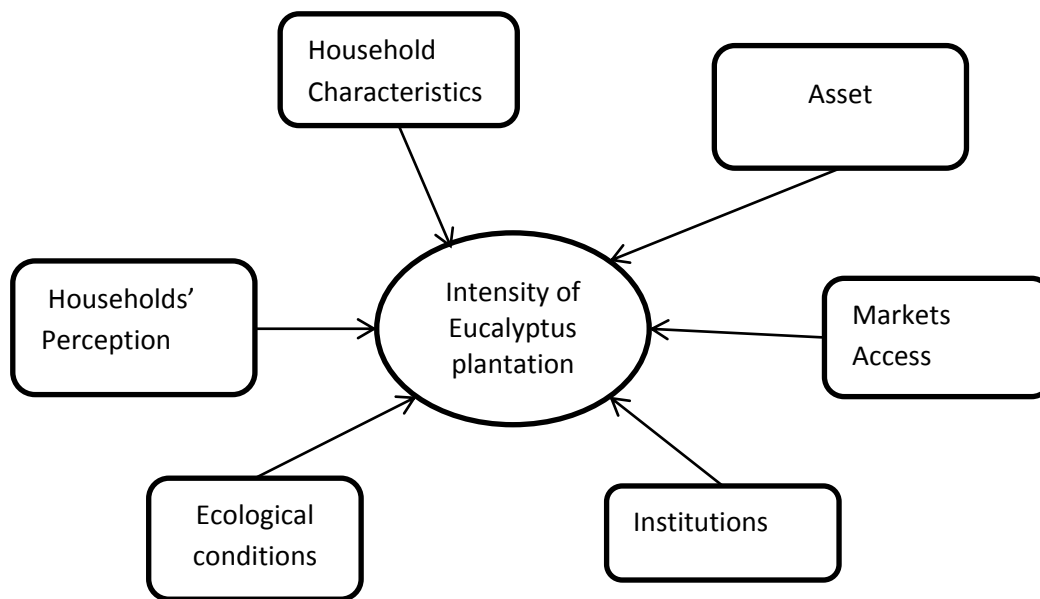 Household
Characteristics
Asset
Households’
Perception
Intensity of
Eucalyptus
plantation
Markets
Access
Ecological
conditions
Institutions